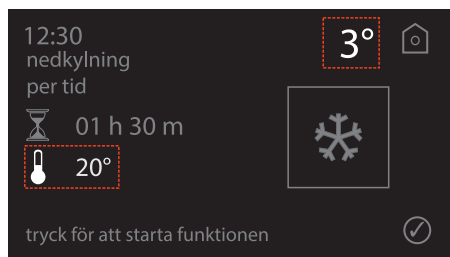 12:30
3°
nedkylning
per tid
01 h 30 m
20°
tryck för att starta funktionen